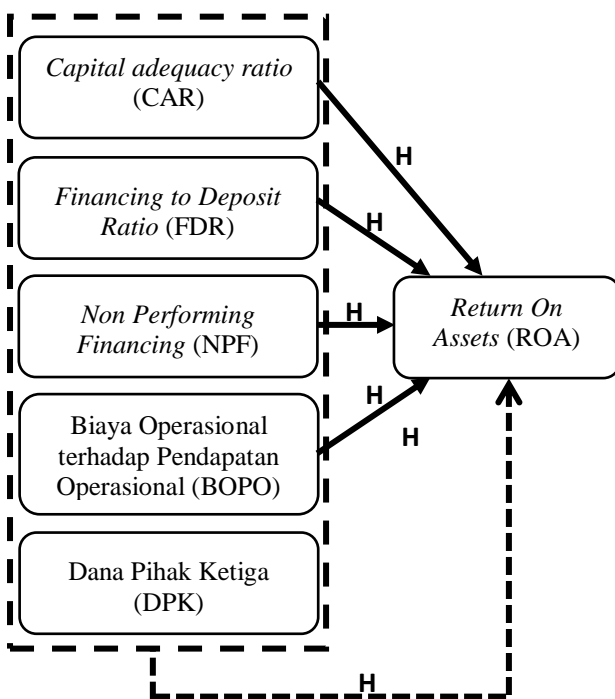 Capital adequacy ratio
(CAR)
H
Financing to Deposit
Ratio (FDR)
H
Non Performing
Financing (NPF)
H
Return On
Assets (ROA)
H
Biaya Operasional
terhadap Pendapatan
Operasional (BOPO)
H
Dana Pihak Ketiga
(DPK)
H